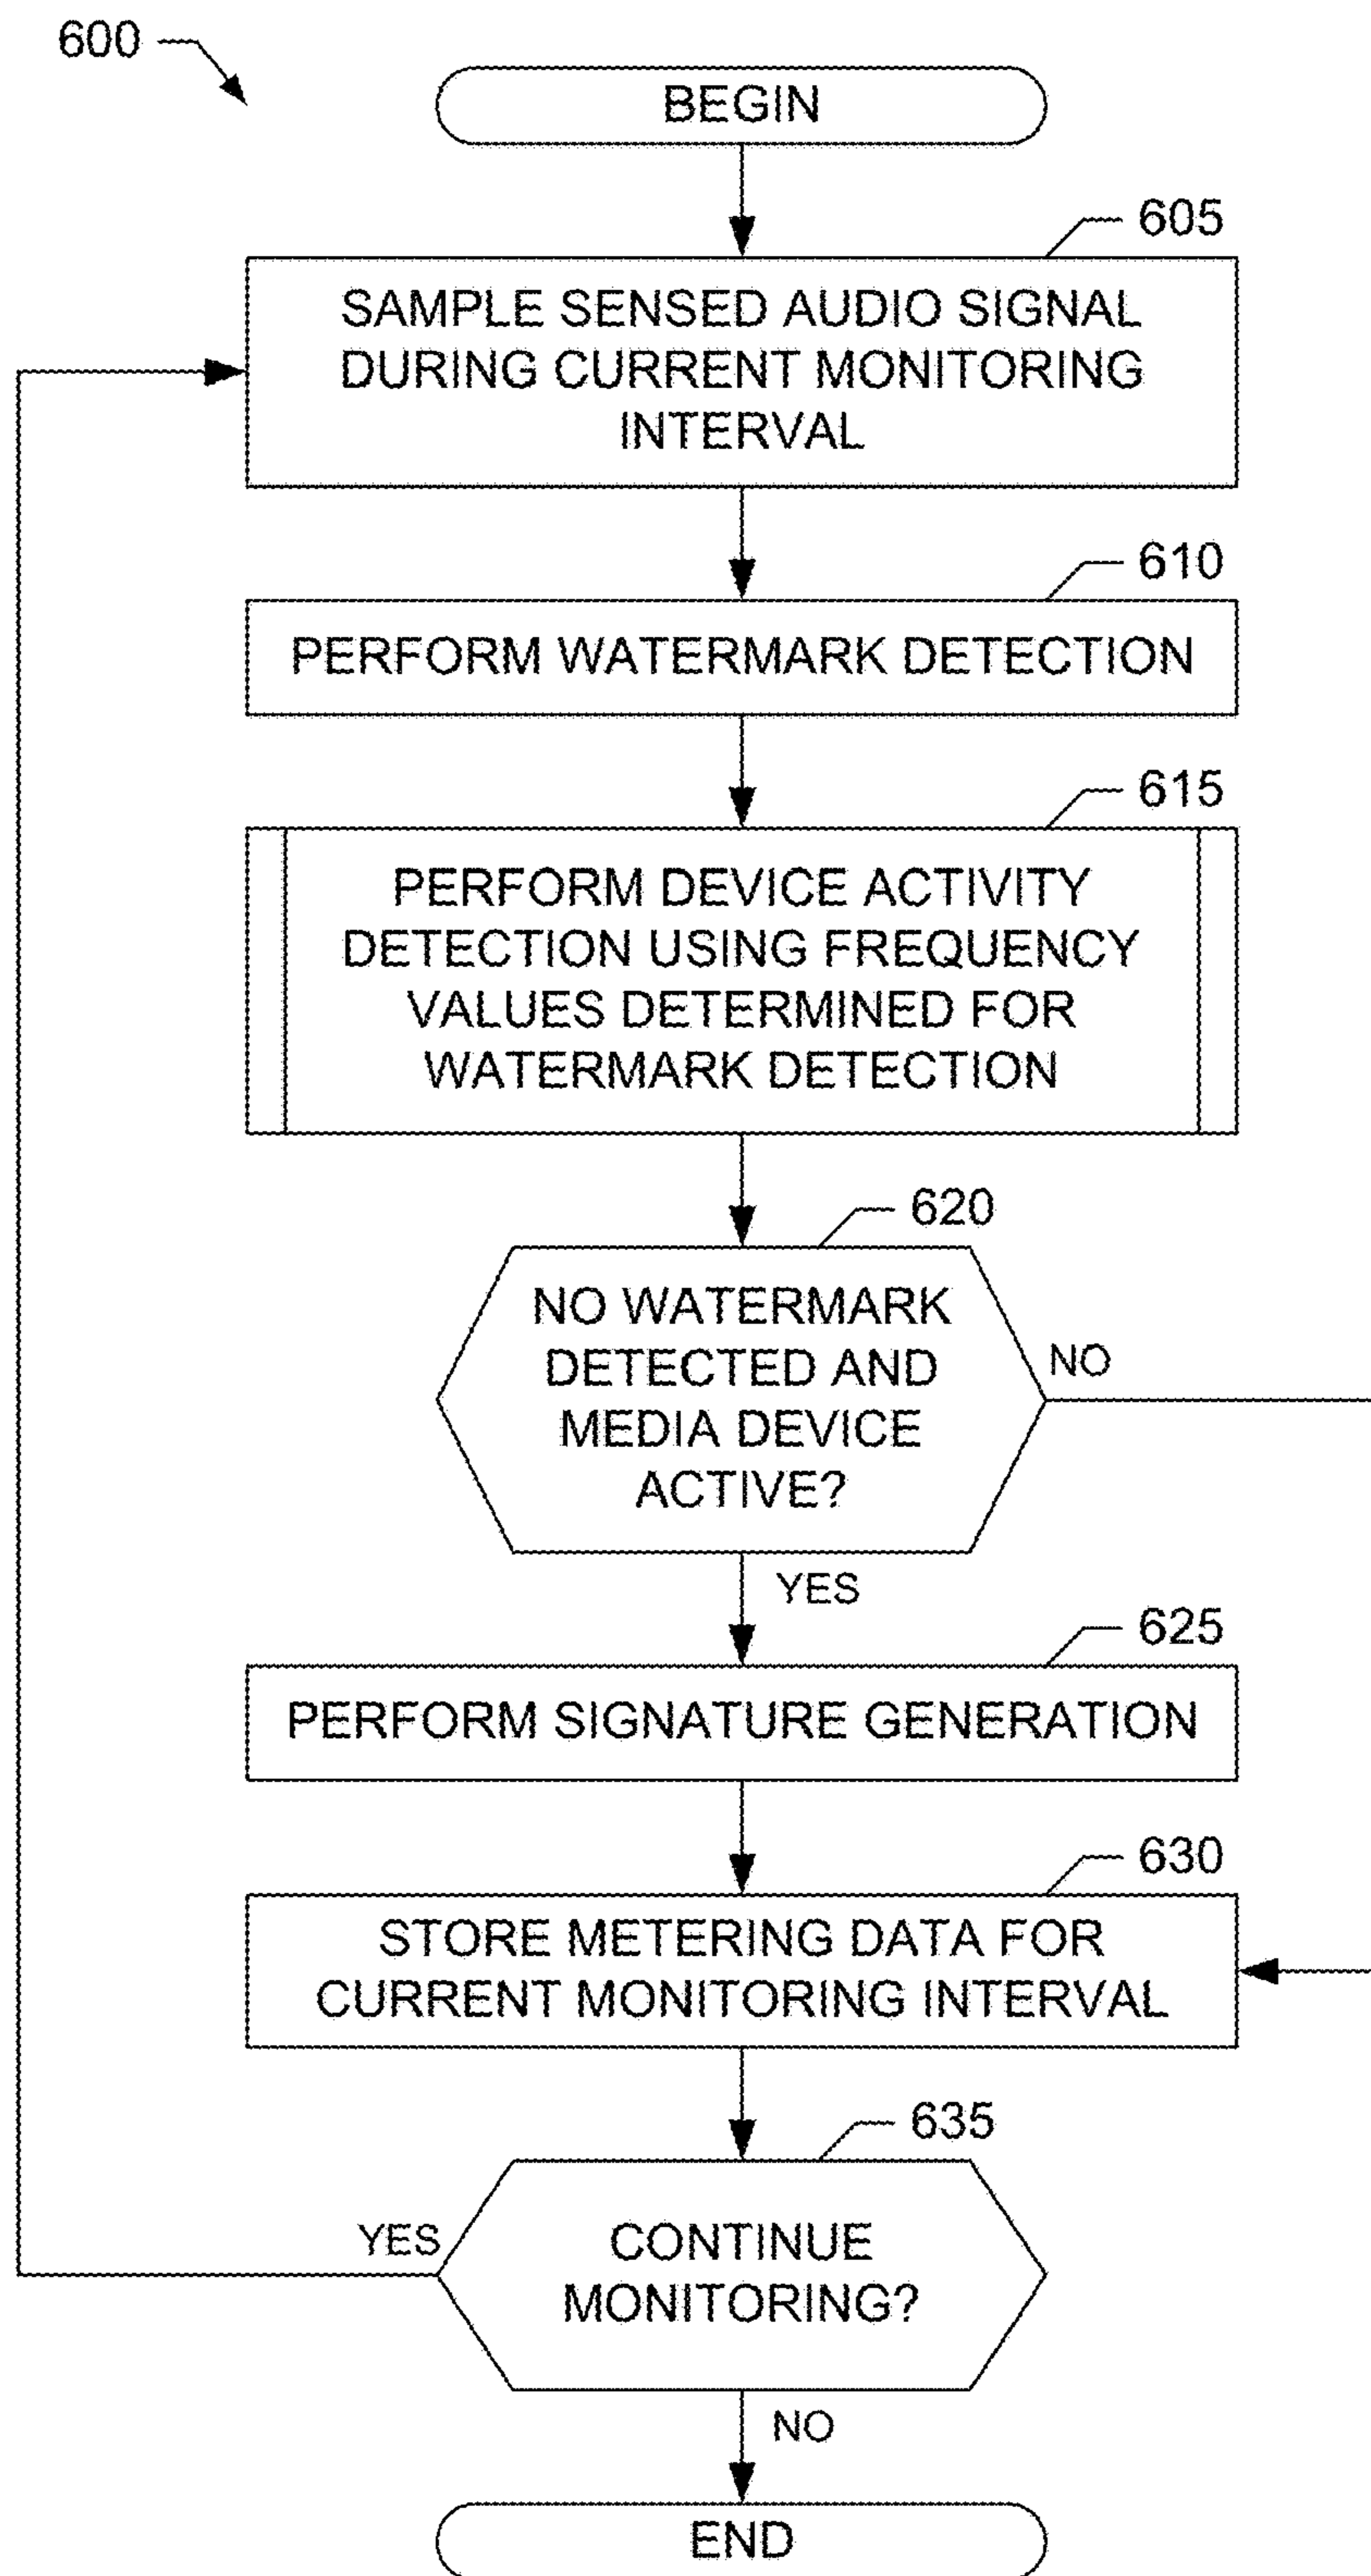 600
BEGIN
605
SAMPLE SENSED AUDIO SIGNAL
DURING CURRENT MONITORING
INTERVAL
610
PERFORM WATERMARK DETECTION
615
PERFORM DEVICE ACTIVITY
DETECTION USING FREQUENCY
VALUES DETERMINED FOR
WATERMARK DETECTION
620
NO WATERMARK
DETECTED AND
MEDIA DEVICE
ACTIVE?
NO
YES
625
PERFORM SIGNATURE GENERATION
630
STORE METERING DATA FOR
CURRENT MONITORING INTERVAL
635
YES
CONTINUE
MONITORING?
NO
END